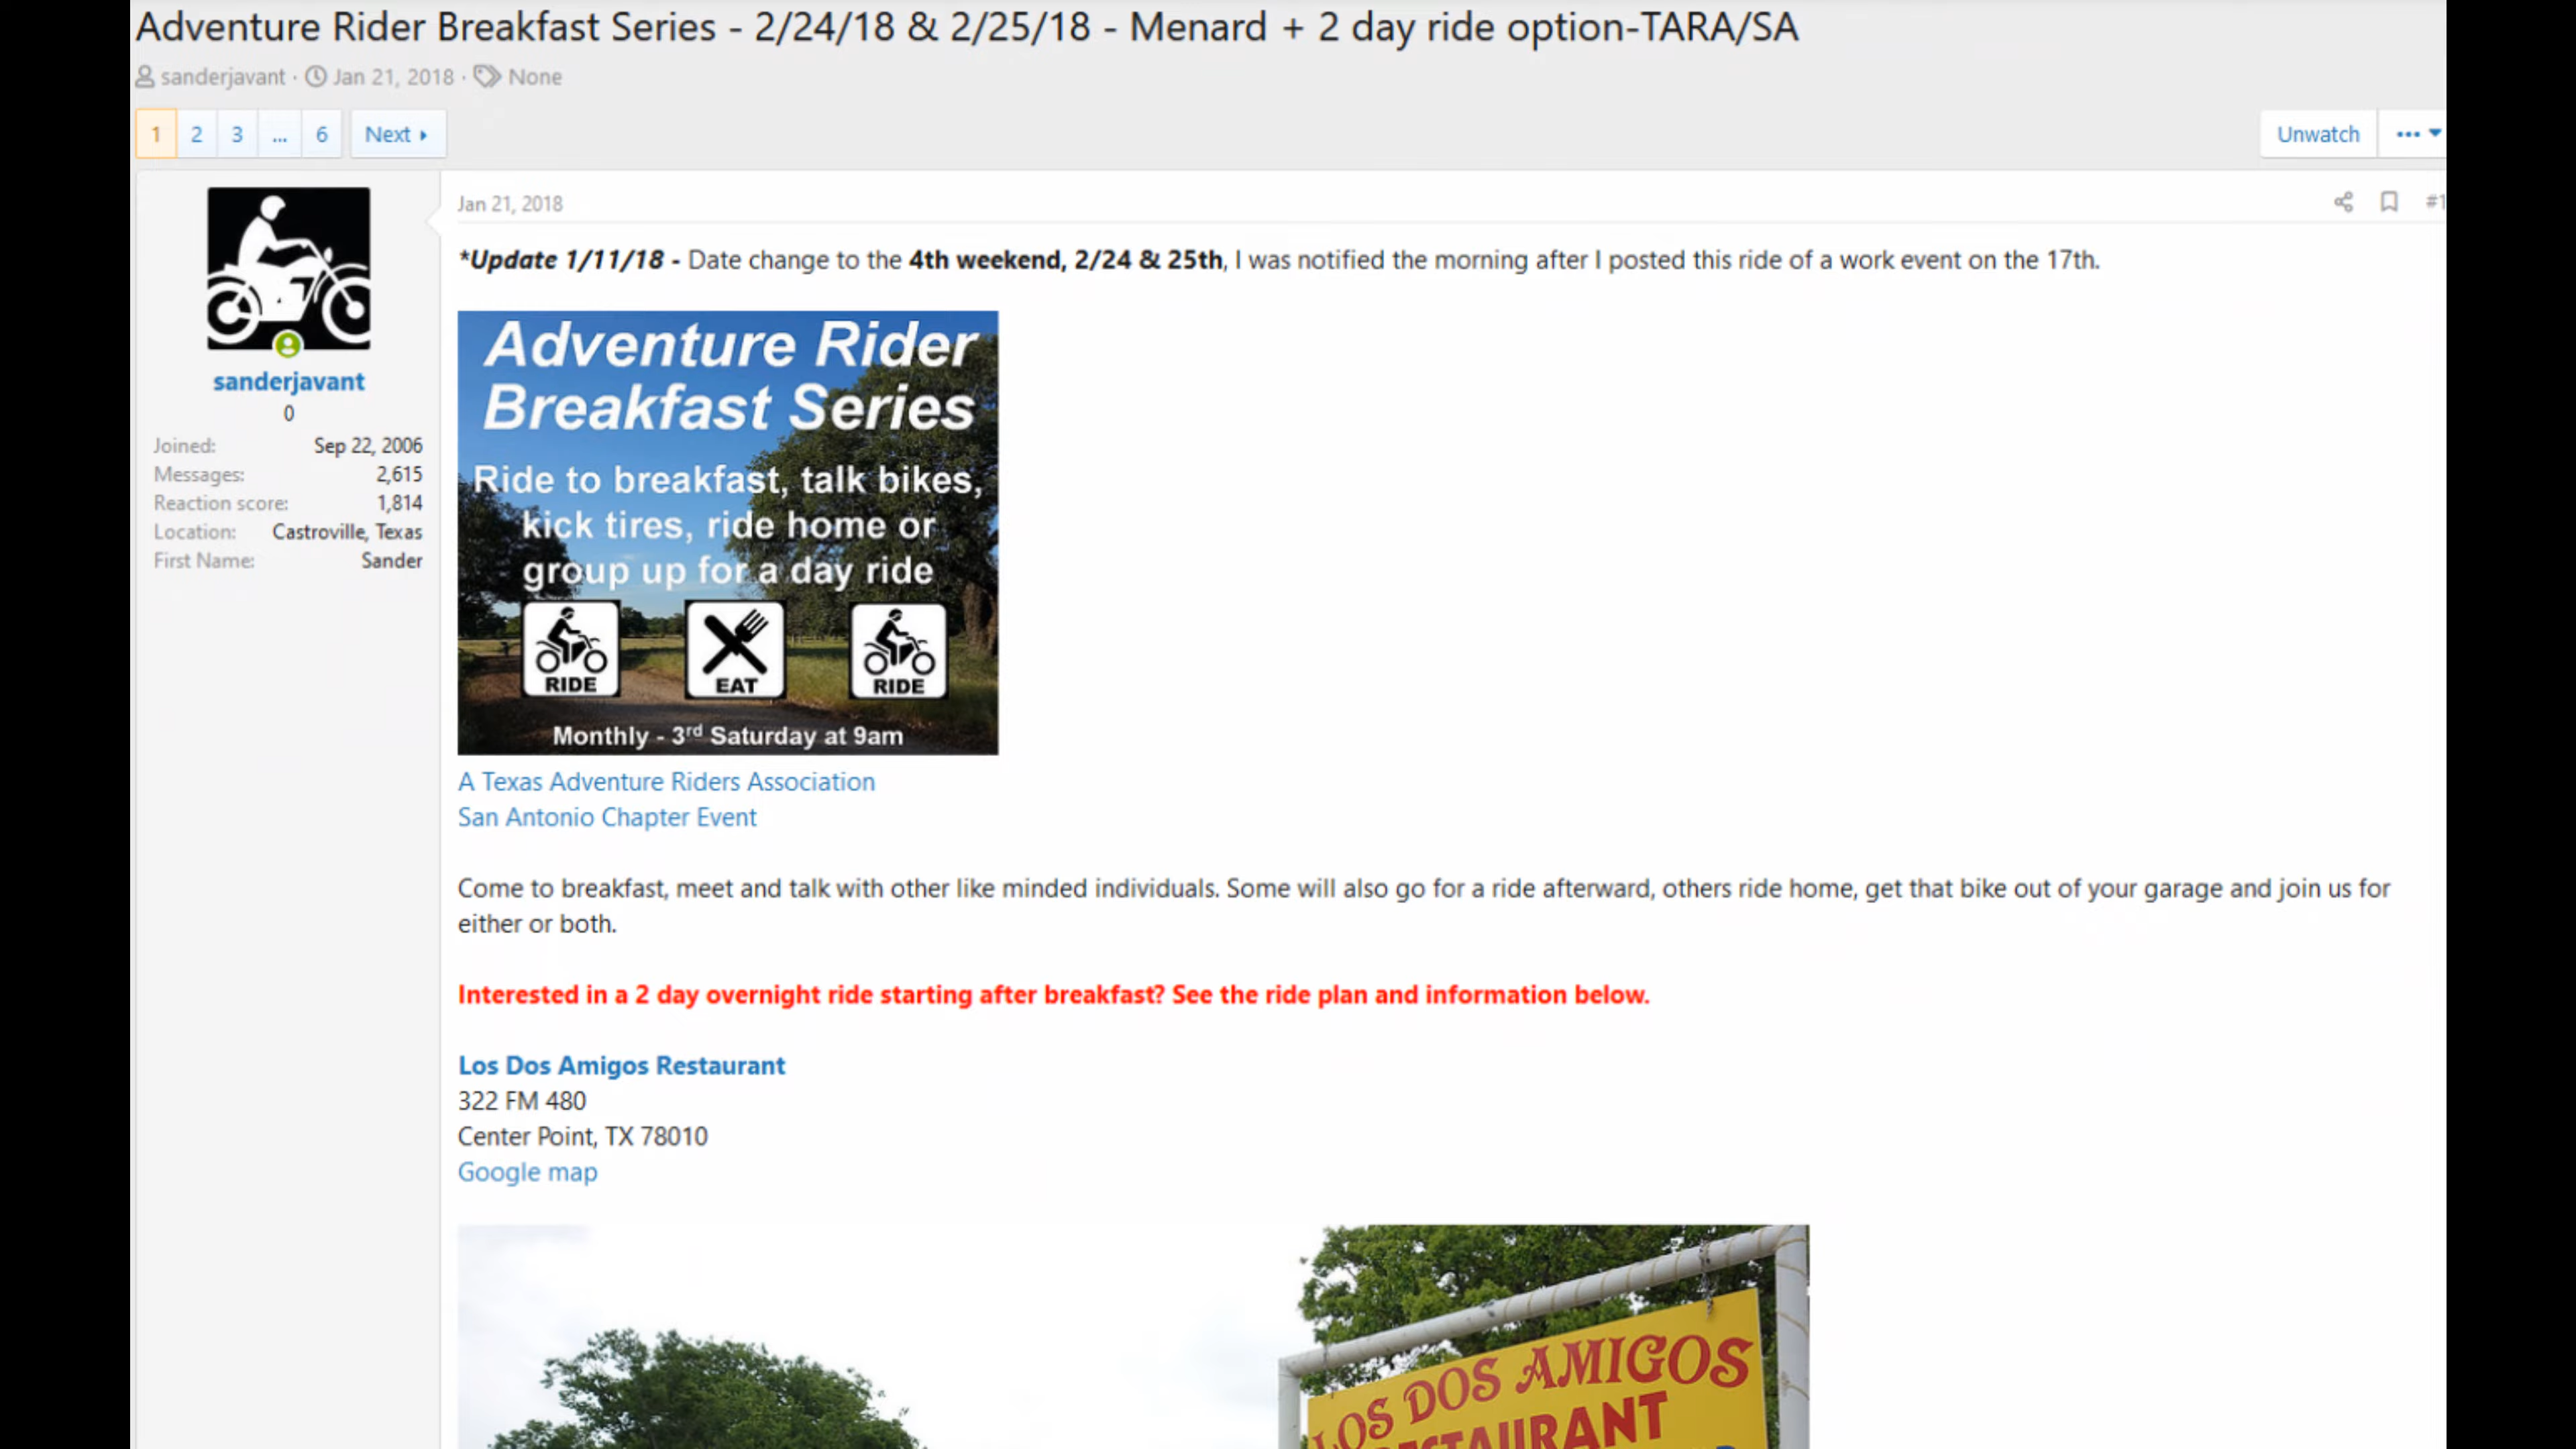 Adventure Rider Breakfast Series - 2/24/18 & 2/25/18 - Menard + 2 day ride option-TARA/SA
sanderjavant · Jan 21, 2018 · None
1 2 3 ... 6 Next
Unwatch
Jan 21, 2018
#1
sanderjavant
0
Joined: Sep 22, 2006
Messages: 2,615
Reaction score: 1,814
Location: Castroville, Texas
First Name: Sander
*Update 1/11/18 - Date change to the 4th weekend, 2/24 & 25th, I was notified the morning after I posted this ride of a work event on the 17th.
Adventure Rider
Breakfast Series
Ride to breakfast, talk bikes,
kick tires, ride home or
group up for a day ride
RIDE EAT RIDE
Monthly - 3rd Saturday at 9am
A Texas Adventure Riders Association
San Antonio Chapter Event
Come to breakfast, meet and talk with other like minded individuals. Some will also go for a ride afterward, others ride home, get that bike out of your garage and join us for
either or both.
Interested in a 2 day overnight ride starting after breakfast? See the ride plan and information below.
Los Dos Amigos Restaurant
322 FM 480
Center Point, TX 78010
Google map
LOS DOS AMIGOS
RESTAURANT